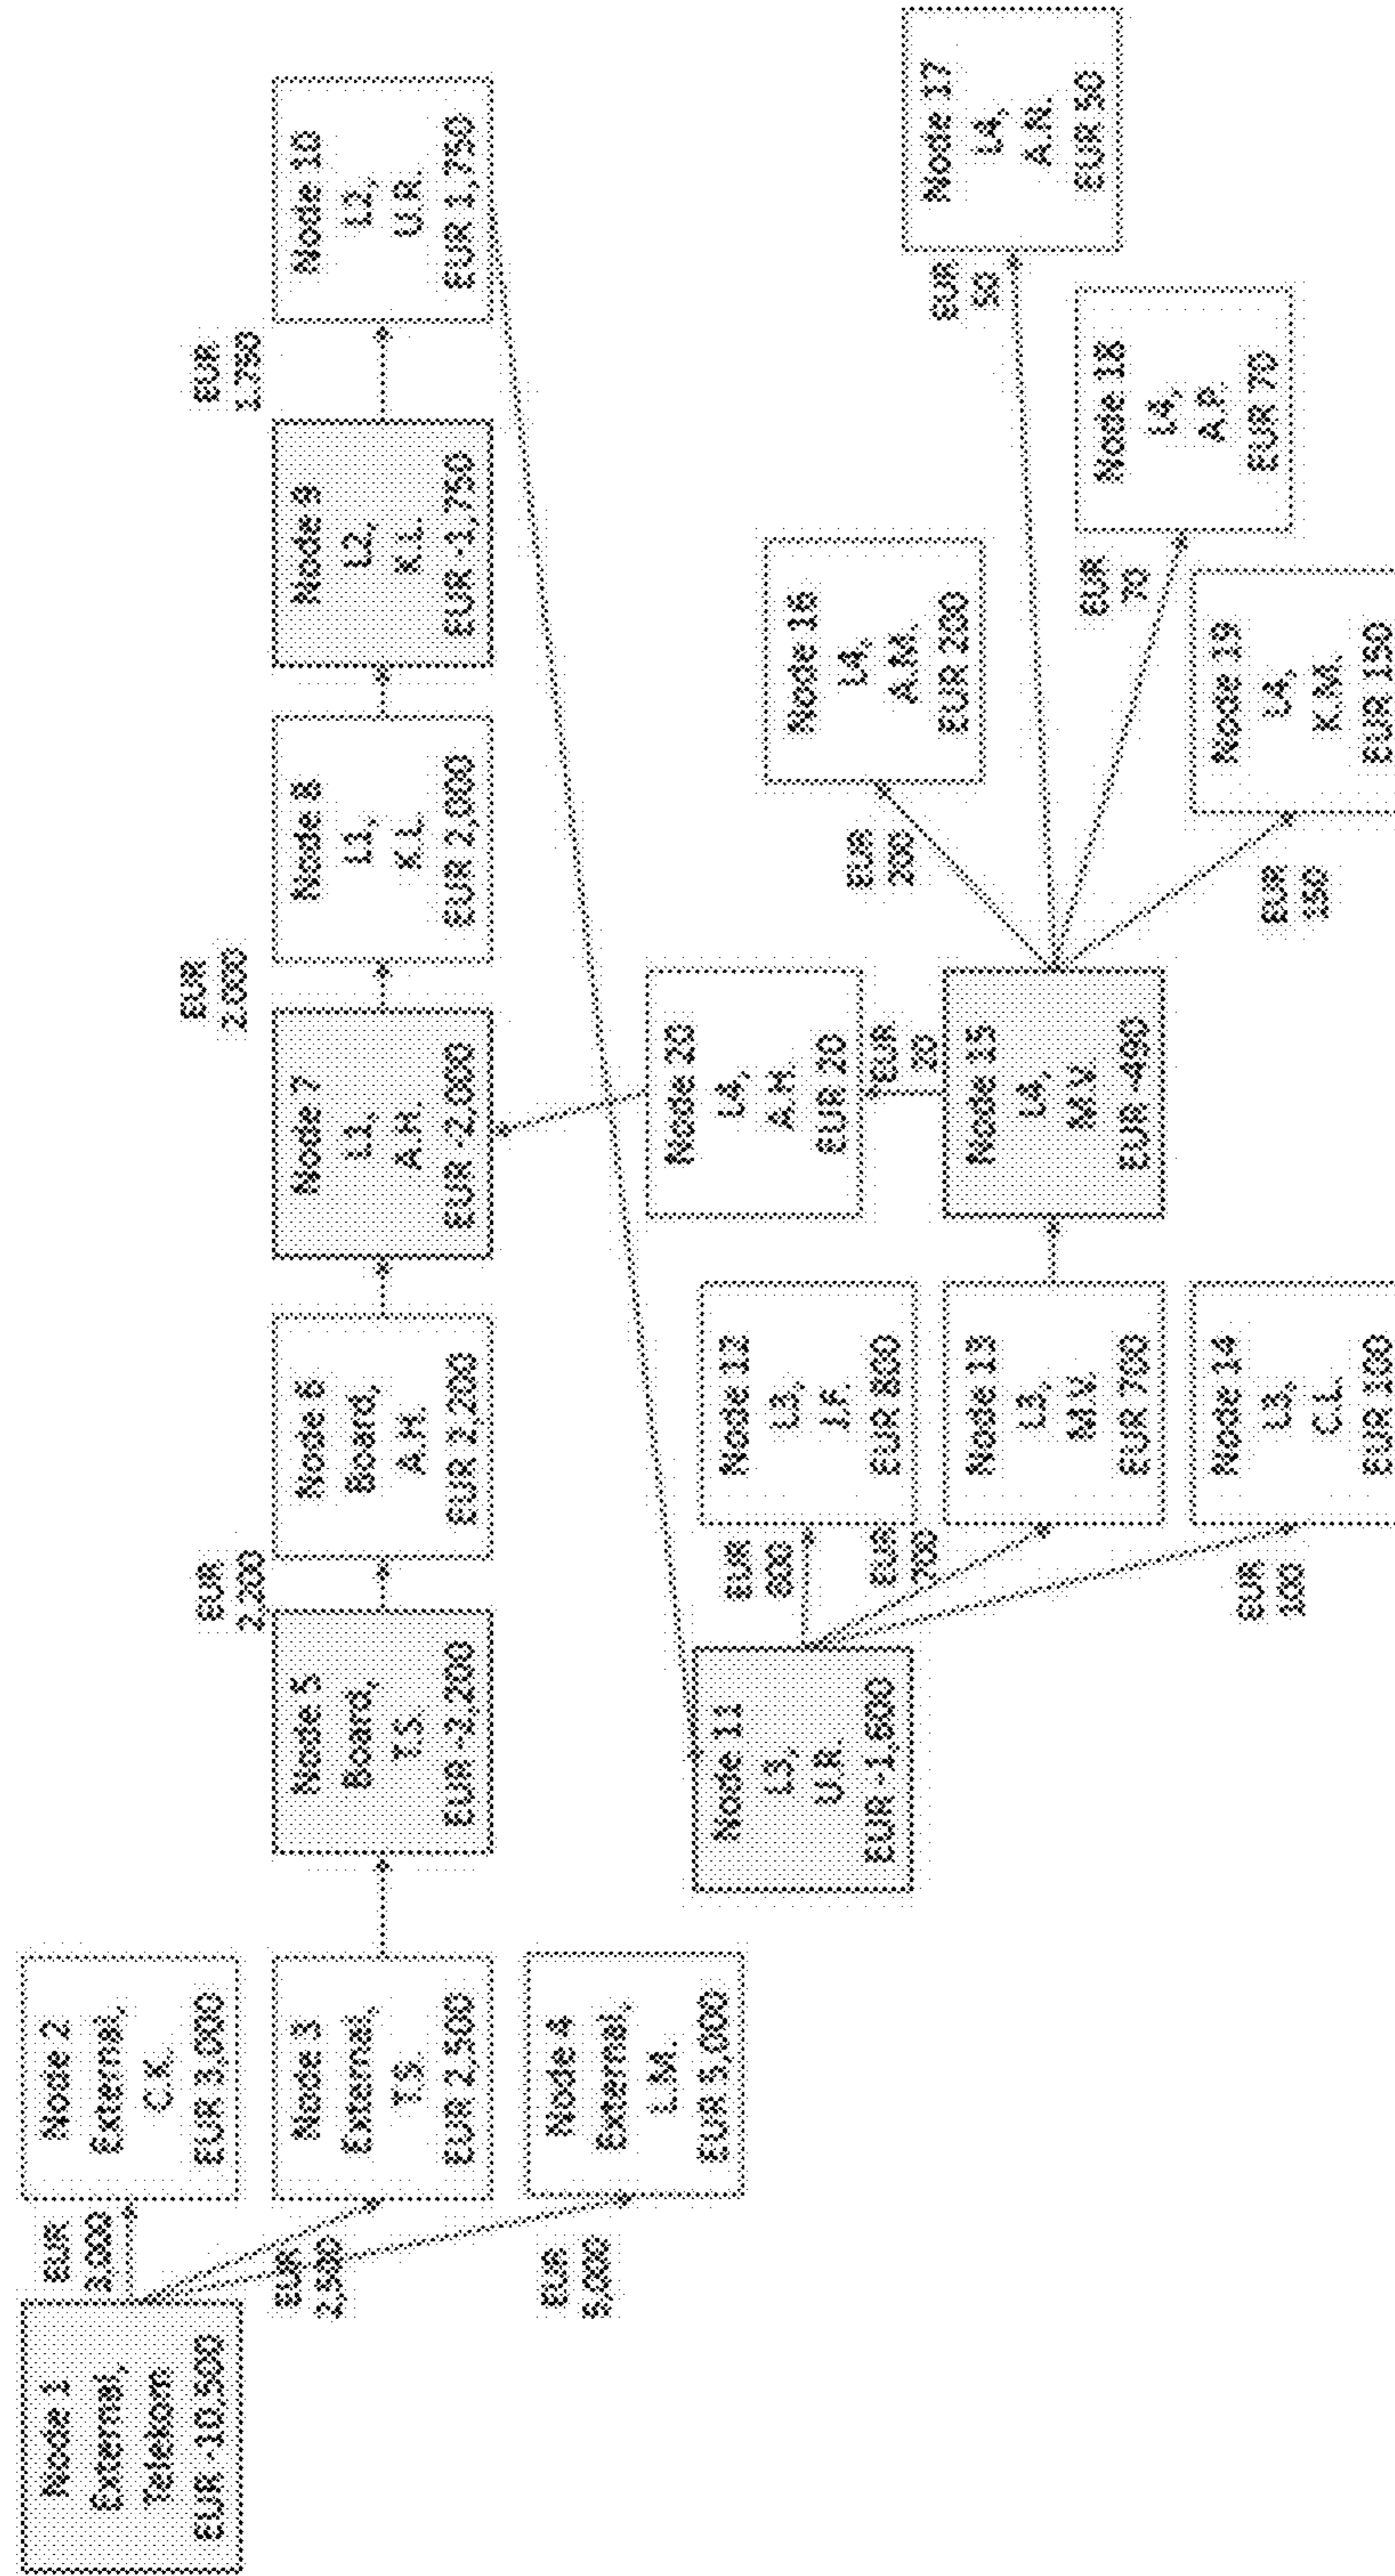 Node 1
External,
Telekom
EUR -10,500
EUR
3.000
EUR
2.500
EUR
5.000
Node 2
External,
C.K.
EUR 3,000
Node 3
External,
T.S.
EUR 2,500
Node 4
External,
L.M.
EUR 5,000
Node 5
Board,
T.S.
EUR -2,200
EUR
2.200
Node 6
Board,
A.H.
EUR 2,200
Node 7
L1,
A.H.
EUR -2,000
EUR
2.000
Node 8
L1,
K.L.
EUR 2,000
Node 9
L2,
K.L.
EUR -1,750
EUR
1.750
Node 10
L2,
U.R.
EUR 1,750
Node 11
L3,
U.R.
EUR -1,600
EUR
800
EUR
700
EUR
100
Node 12
L3,
I.F.
EUR 800
Node 13
L3,
M.V.
EUR 700
Node 14
L3,
C.L.
EUR 100
Node 20
L4,
A.H.
EUR 20
EUR
20
Node 15
L4,
M.V.
EUR -490
EUR
200
EUR
50
EUR
70
EUR
150
Node 16
L4,
A.M.
EUR 200
Node 17
L4,
A.N.
EUR 50
Node 18
L4,
A.P.
EUR 70
Node 19
L4,
K.M.
EUR 150